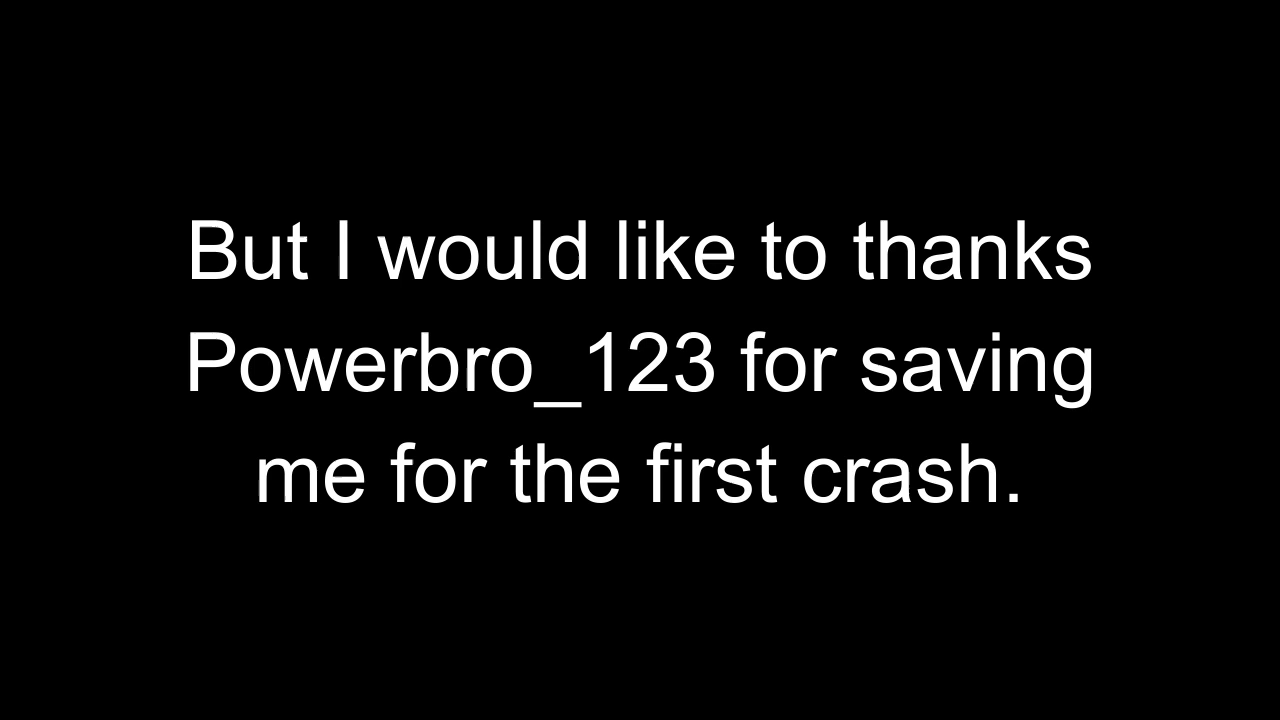 But I would like to thanks
Powerbro_123 for saving
me for the first crash.